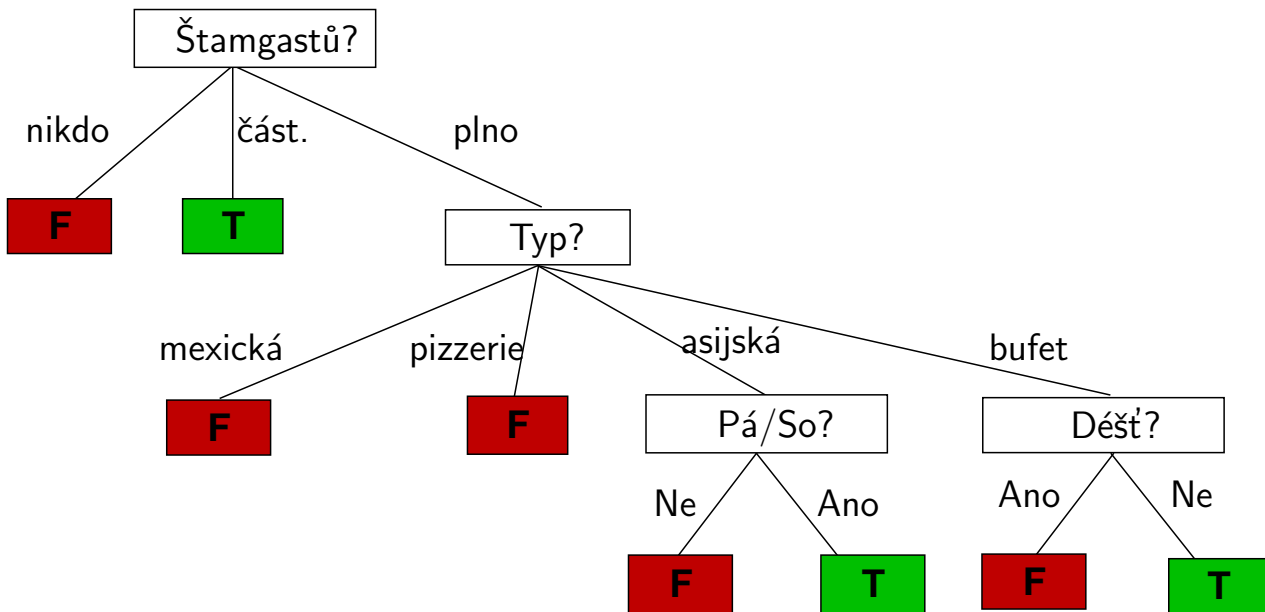 Štamgastů?
nikdo
část.
plno
F
T
Typ?
mexická
pizzerie
asijská
bufet
F
F
Pá/So?
Déšť?
Ne
Ano
Ano
Ne
F
T
F
T